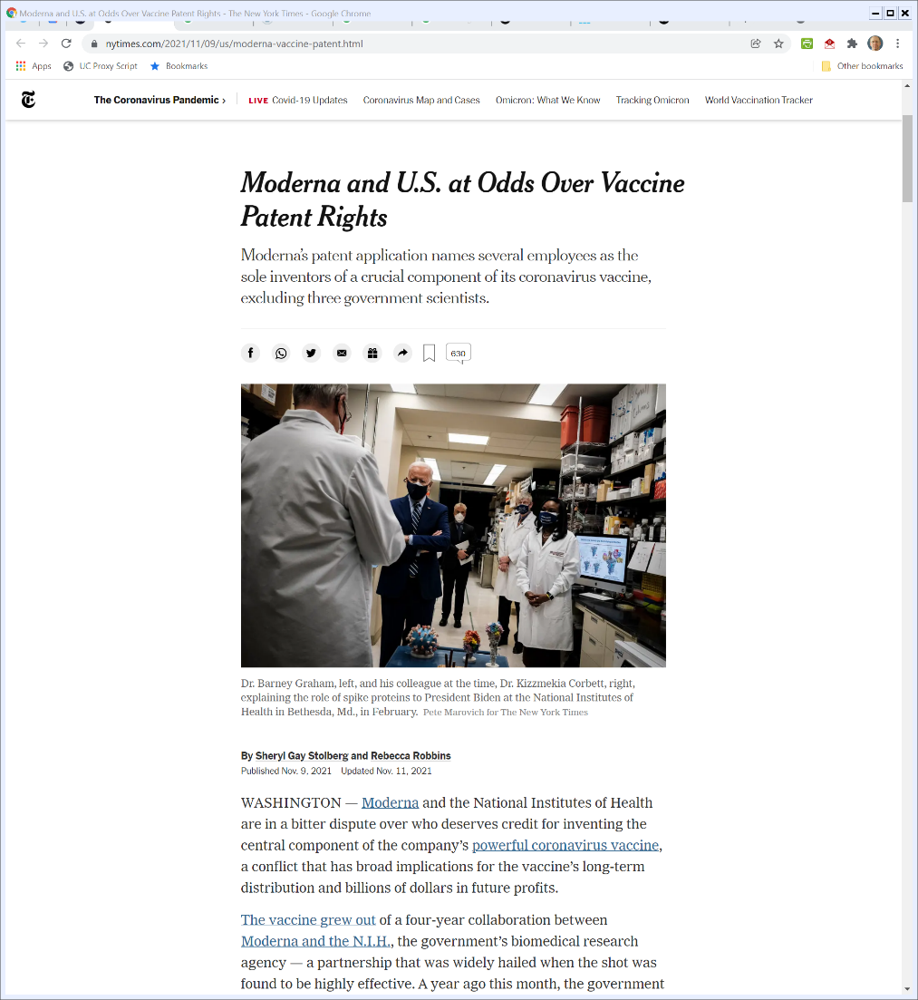 Moderna and U.S. at Odds Over Vaccine Patent Rights - The New York Times - Google Chrome
nytimes.com/2021/11/09/us/moderna-vaccine-patent.html
Apps UC Proxy Script Bookmarks Other bookmarks
The Coronavirus Pandemic › LIVE Covid-19 Updates Coronavirus Map and Cases Omicron: What We Know Tracking Omicron World Vaccination Tracker
Moderna and U.S. at Odds Over Vaccine
Patent Rights
Moderna’s patent application names several employees as the
sole inventors of a crucial component of its coronavirus vaccine,
excluding three government scientists.
630
Dr. Barney Graham, left, and his colleague at the time, Dr. Kizzmekia Corbett, right,
explaining the role of spike proteins to President Biden at the National Institutes of
Health in Bethesda, Md., in February. Pete Marovich for The New York Times
By Sheryl Gay Stolberg and Rebecca Robbins
Published Nov. 9, 2021 Updated Nov. 11, 2021
WASHINGTON — Moderna and the National Institutes of Health
are in a bitter dispute over who deserves credit for inventing the
central component of the company’s powerful coronavirus vaccine,
a conflict that has broad implications for the vaccine’s long-term
distribution and billions of dollars in future profits.
The vaccine grew out of a four-year collaboration between
Moderna and the N.I.H., the government’s biomedical research
agency — a partnership that was widely hailed when the shot was
found to be highly effective. A year ago this month, the government